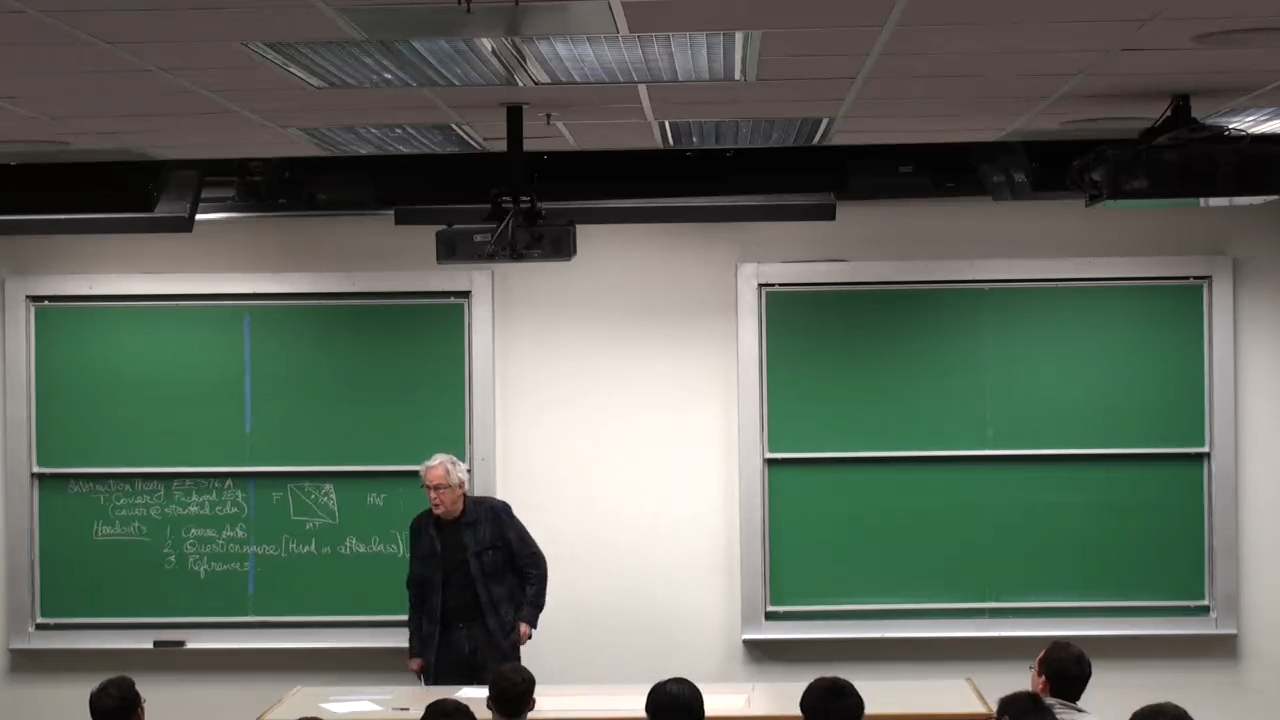 Information Theory EE376A
T. Cover, Packard 254
(cover@stanford.edu)
F
MT
HW
Handouts
1. Course Info
2. Questionnaire [Hand in after class]
3. References